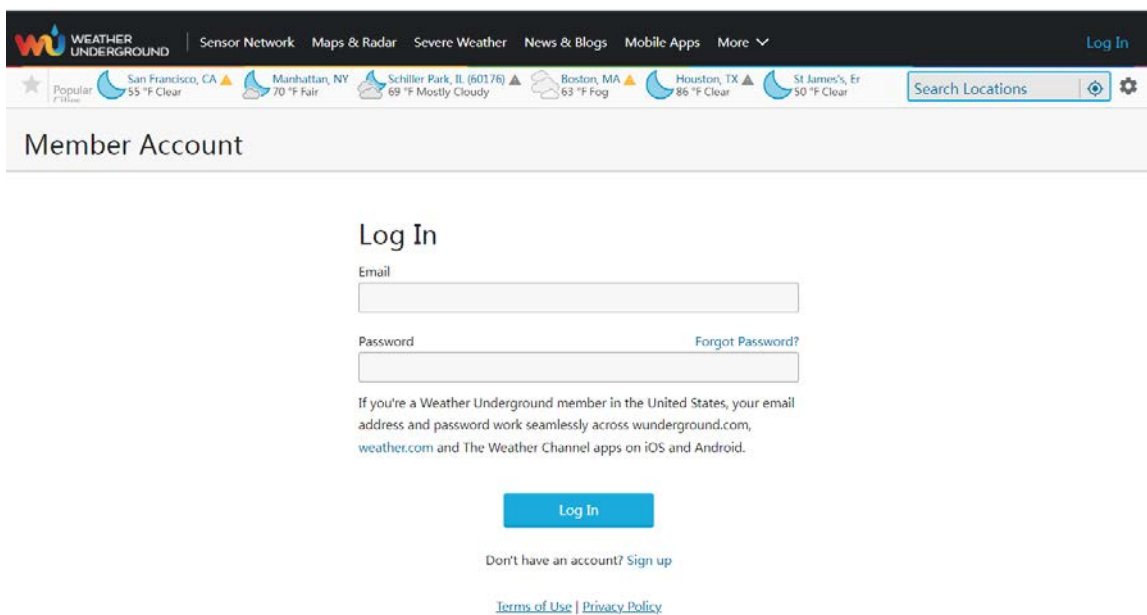 WEATHER
UNDERGROUND
Sensor Network Maps & Radar Severe Weather News & Blogs Mobile Apps More Log In
Popular
Cities
San Francisco, CA
55 °F Clear
Manhattan, NY
70 °F Fair
Schiller Park, IL (60176)
69 °F Mostly Cloudy
Boston, MA
63 °F Fog
Houston, TX
86 °F Clear
St James's, Er
50 °F Clear
Search Locations
Member Account
Log In
Email
Password Forgot Password?
If you're a Weather Underground member in the United States, your email
address and password work seamlessly across wunderground.com,
weather.com and The Weather Channel apps on iOS and Android.
Log In
Don't have an account? Sign up
Terms of Use | Privacy Policy